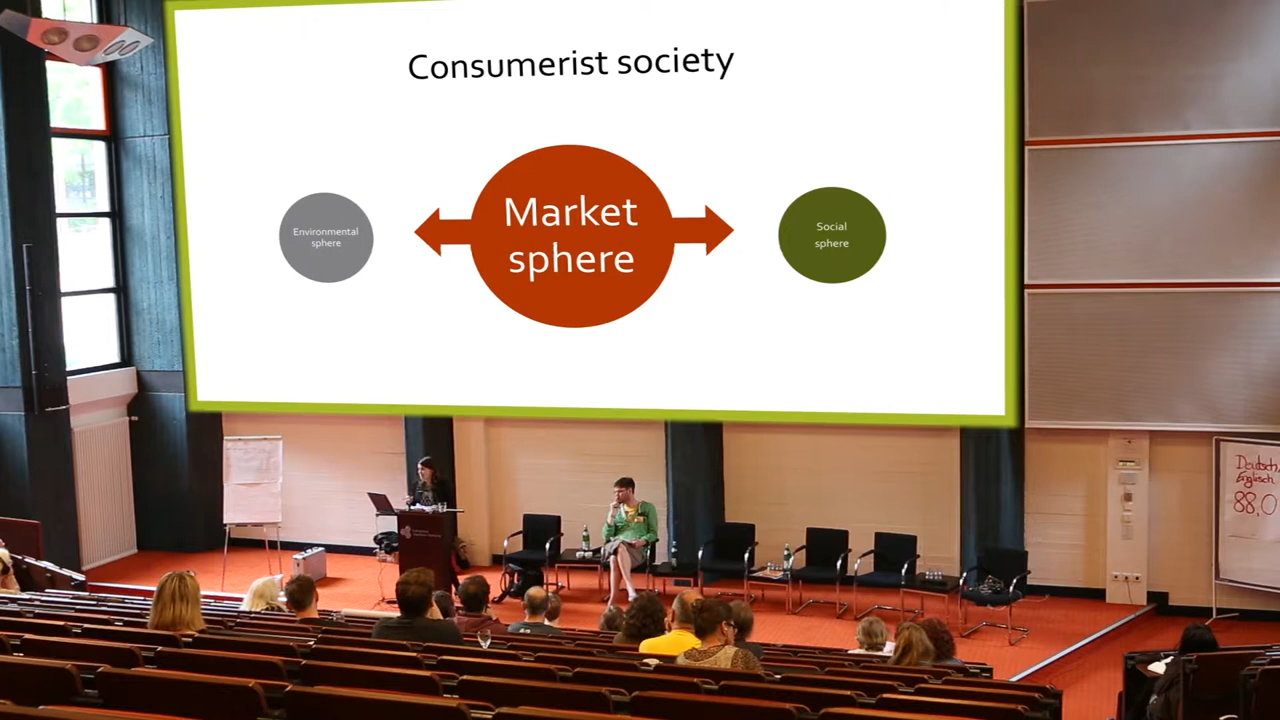 Consumerist society
Environmental
sphere
Market
sphere
Social
sphere
Deutsch/
Englisch
88,0